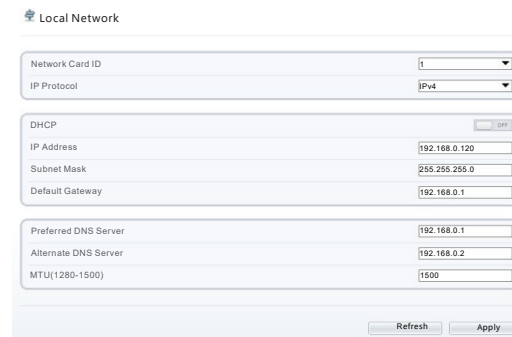 Local Network
Network Card ID 1
IP Protocol IPv4
DHCP OFF
IP Address 192.168.0.120
Subnet Mask 255.255.255.0
Default Gateway 192.168.0.1
Preferred DNS Server 192.168.0.1
Alternate DNS Server 192.168.0.2
MTU(1280-1500) 1500
Refresh Apply